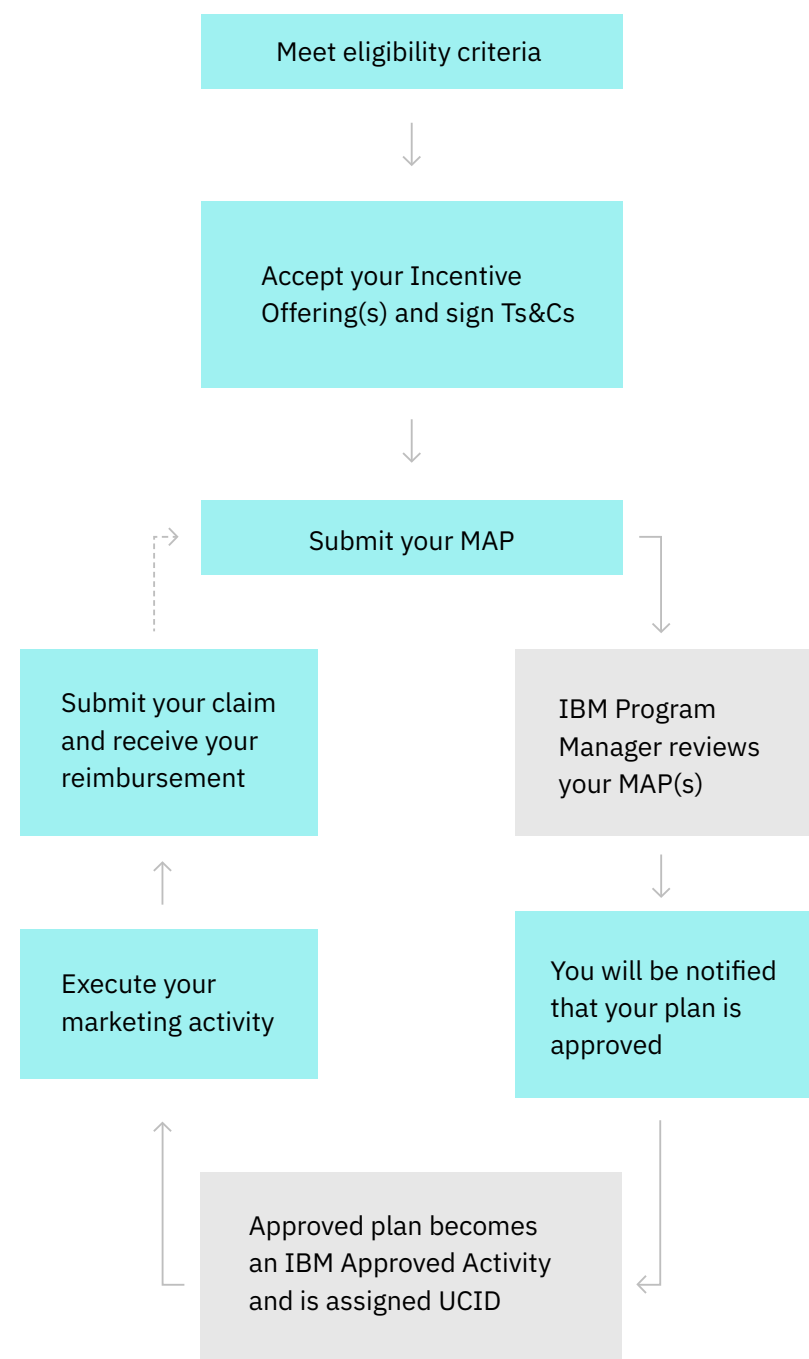 Meet eligibility criteria
Accept your Incentive
Offering(s) and sign Ts&Cs
Submit your MAP
Submit your claim
and receive your
reimbursement
IBM Program
Manager reviews
your MAP(s)
Execute your
marketing activity
You will be notified
that your plan is
approved
Approved plan becomes
an IBM Approved Activity
and is assigned UCID